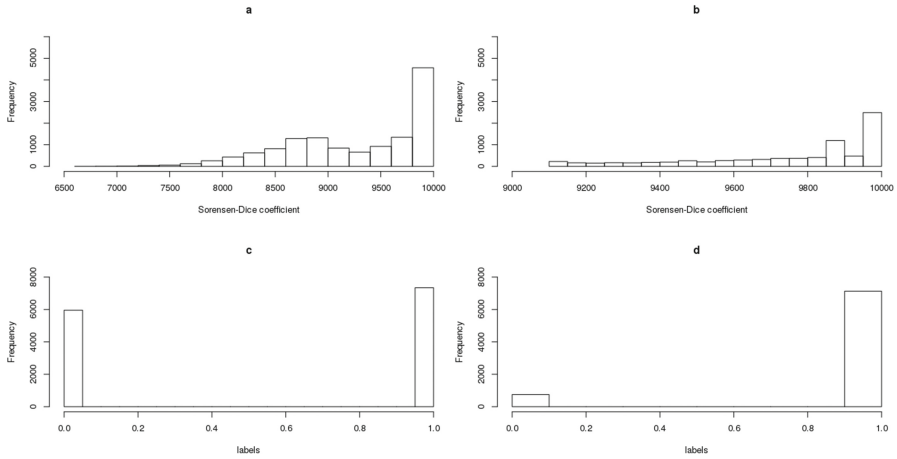 a
Frequency
5000
3000
1000
0
6500 7000 7500 8000 8500 9000 9500 10000
Sorensen-Dice coefficient
b
Frequency
5000
3000
1000
0
9000 9200 9400 9600 9800 10000
Sorensen-Dice coefficient
c
Frequency
8000
6000
4000
2000
0
0.0 0.2 0.4 0.6 0.8 1.0
labels
d
Frequency
8000
6000
4000
2000
0
0.0 0.2 0.4 0.6 0.8 1.0
labels